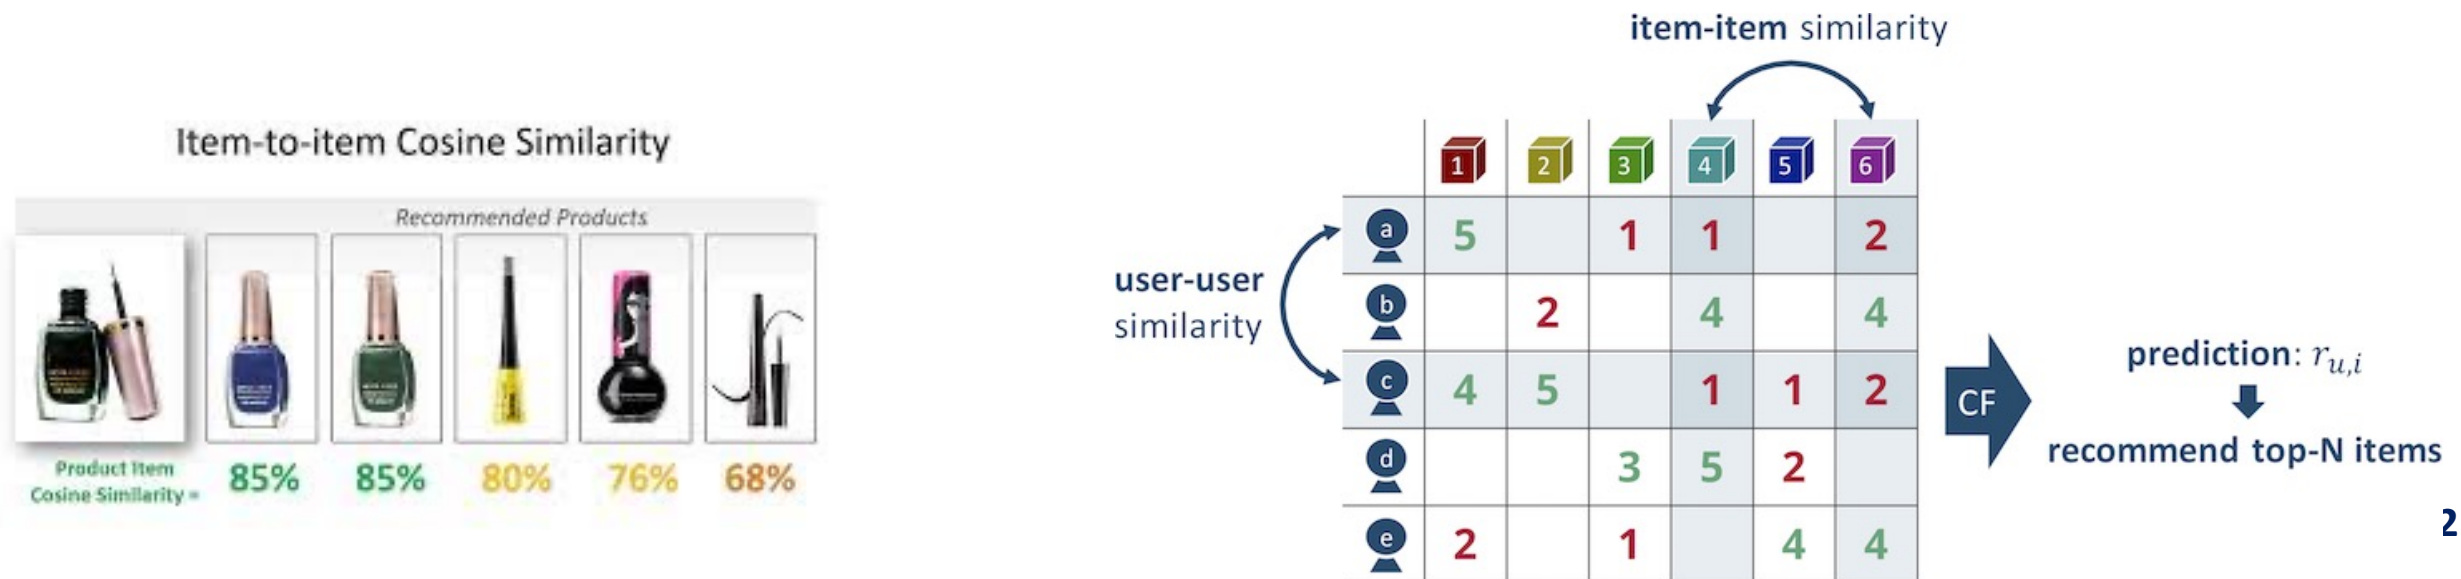 Item-to-item Cosine Similarity
Recommended Products
Product Item
Cosine Similarity =
85% 85% 80% 76% 68%
item-item similarity
1 2 3 4 5 6
user-user
similarity
a 5 1 1 2
b 2 4 4
c 4 5 1 1 2
d 3 5 2
e 2 1 4 4
CF
prediction: r_{u,i}
recommend top-N items
2